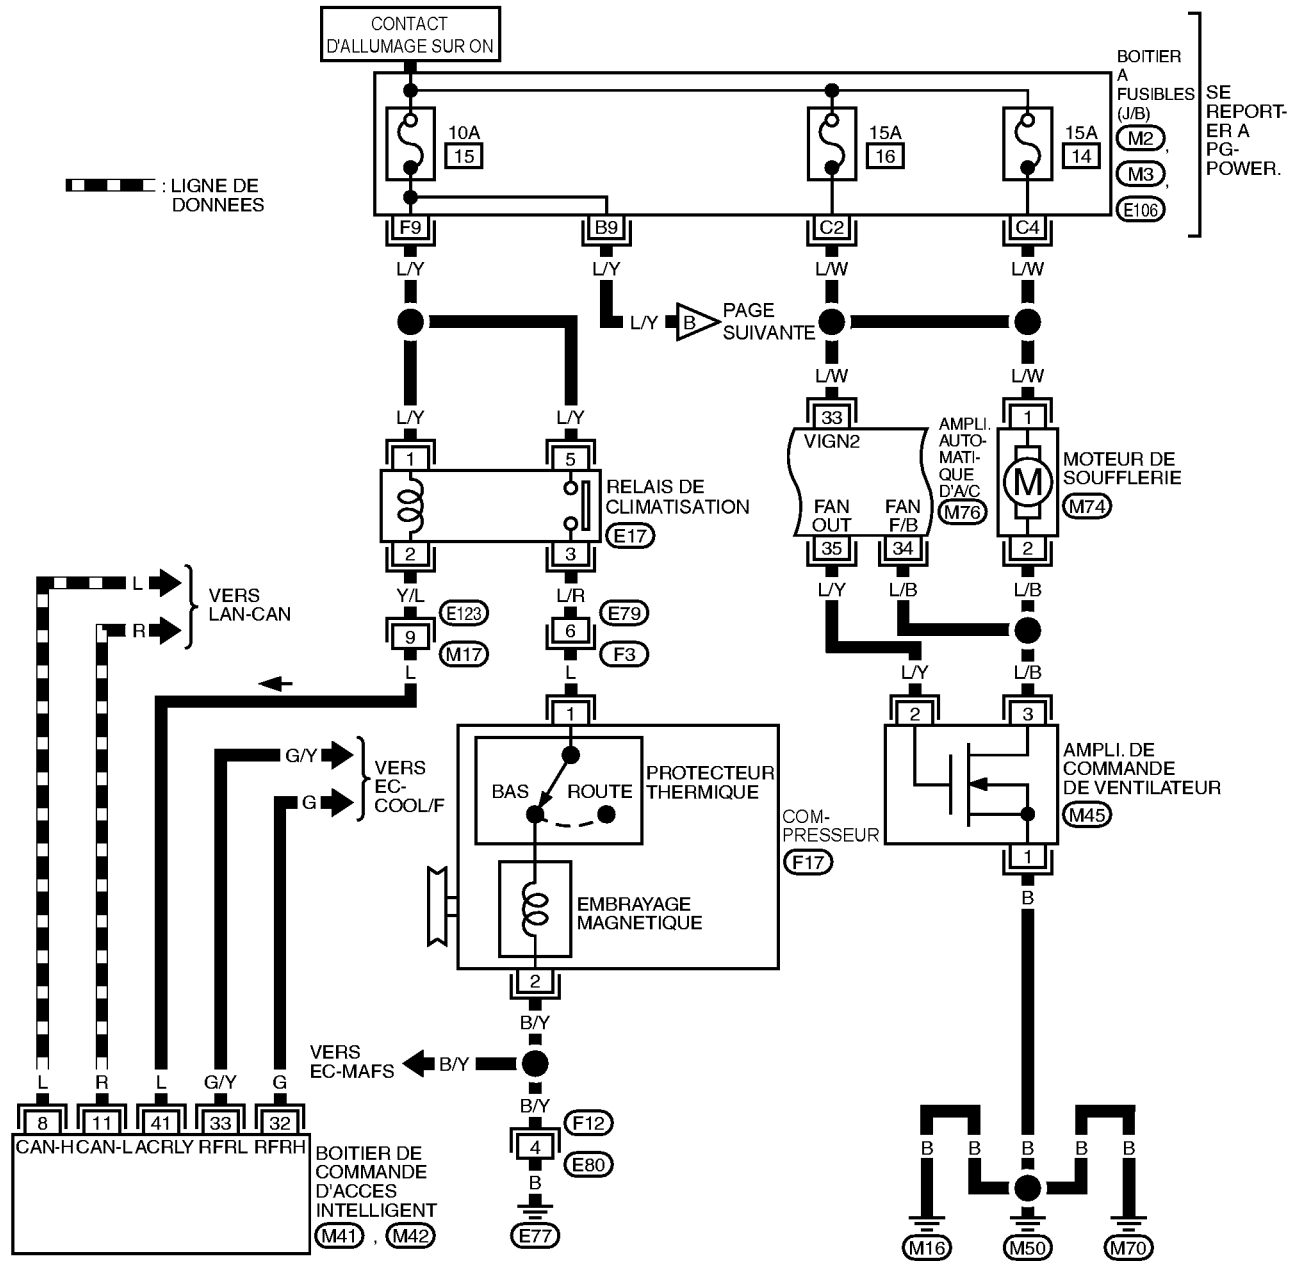 CONTACT
D'ALLUMAGE SUR ON
BOITIER
A
FUSIBLES
(J/B)
M2 ,
M3 ,
E106
SE
REPORT-
ER A
PG-
POWER.
10A
15
15A
16
15A
14
: LIGNE DE
DONNEES
F9
B9
C2
C4
L/Y
L/Y
L/W
L/W
L/Y
B
PAGE
SUIVANTE
L/W
L/W
L/Y
L/Y
33
1
VIGN2
AMPLI.
AUTO-
MATI-
QUE
D'A/C
M76
1
5
RELAIS DE
CLIMATISATION
E17
M
MOTEUR DE
SOUFFLERIE
M74
FAN
OUT
FAN
F/B
2
3
35
34
2
L
R
VERS
LAN-CAN
Y/L
L/R
L/Y
L/B
L/B
E123
9
M17
E79
6
F3
L
L
L/Y
L/B
1
2
3
G/Y
G
VERS
EC-
COOL/F
BAS
ROUTE
PROTECTEUR
THERMIQUE
AMPLI. DE
COMMANDE
DE VENTILATEUR
M45
COM-
PRESSEUR
F17
1
EMBRAYAGE
MAGNETIQUE
B
2
B/Y
VERS
EC-MAFS
B/Y
B/Y
L
R
L
G/Y
G
8
11
41
33
32
F12
4
E80
CAN-H
CAN-L
ACRLY
RFRL
RFRH
BOITIER DE
COMMANDE
D'ACCES
INTELLIGENT
M41 , M42
B
E77
B
B
B
B
B
M16
M50
M70